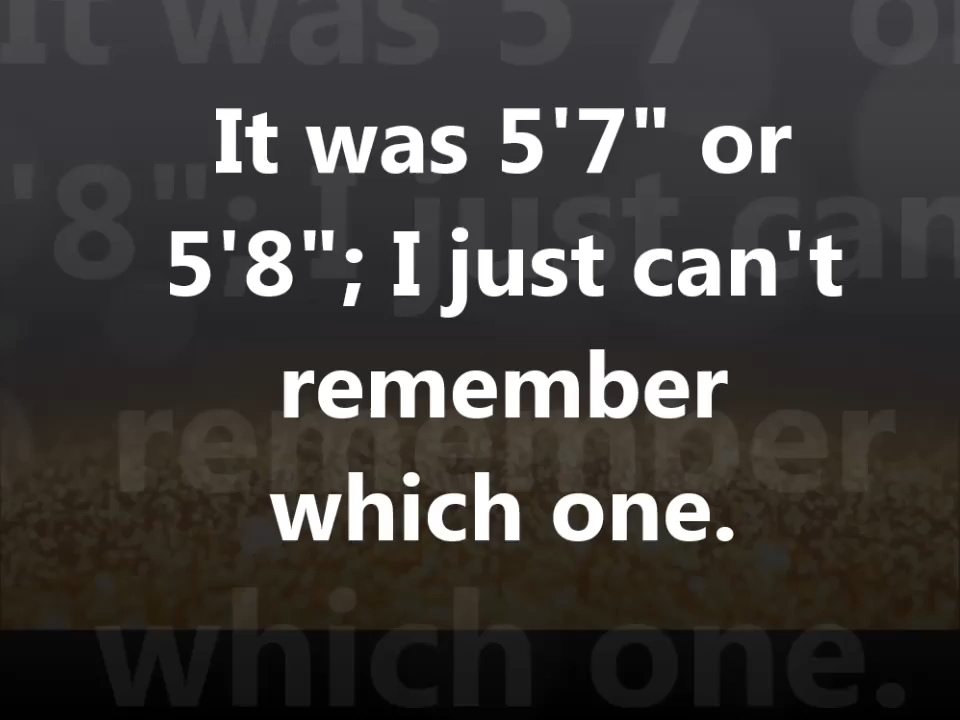 It was 5'7" or
5'8"; I just can't
remember
which one.